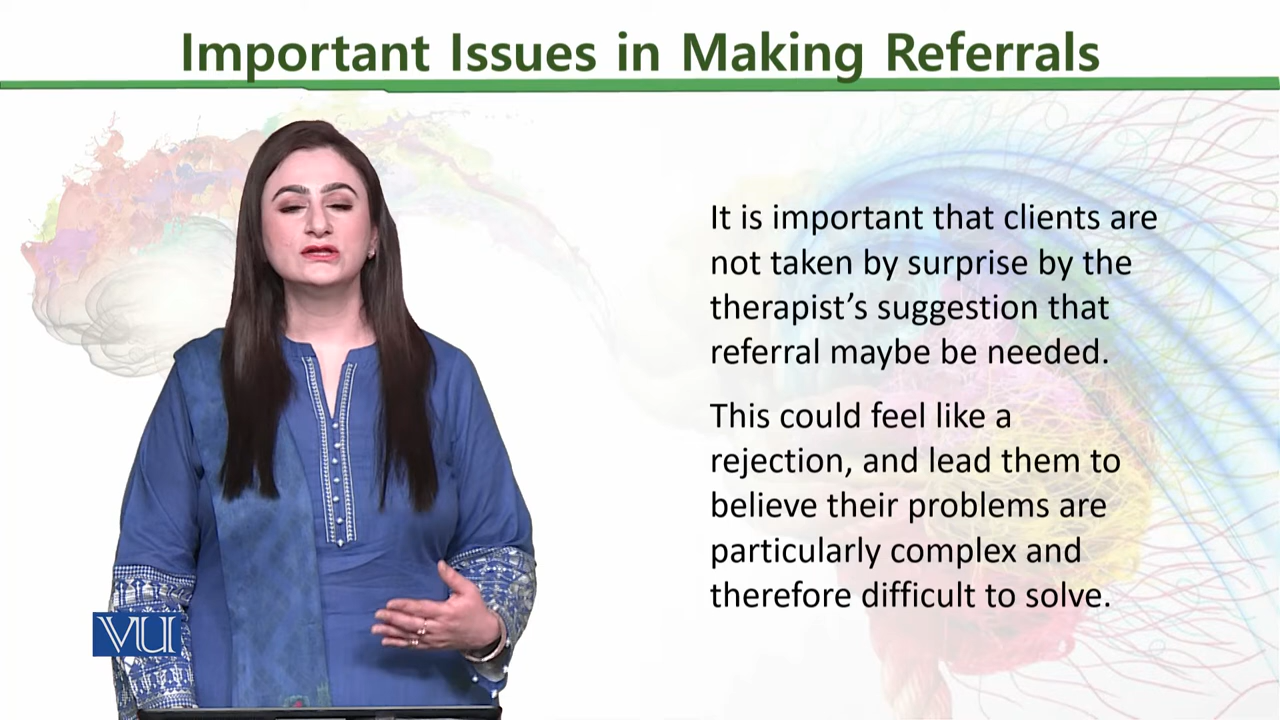 Important Issues in Making Referrals
It is important that clients are
not taken by surprise by the
therapist’s suggestion that
referral maybe be needed.
This could feel like a
rejection, and lead them to
believe their problems are
particularly complex and
therefore difficult to solve.
VU